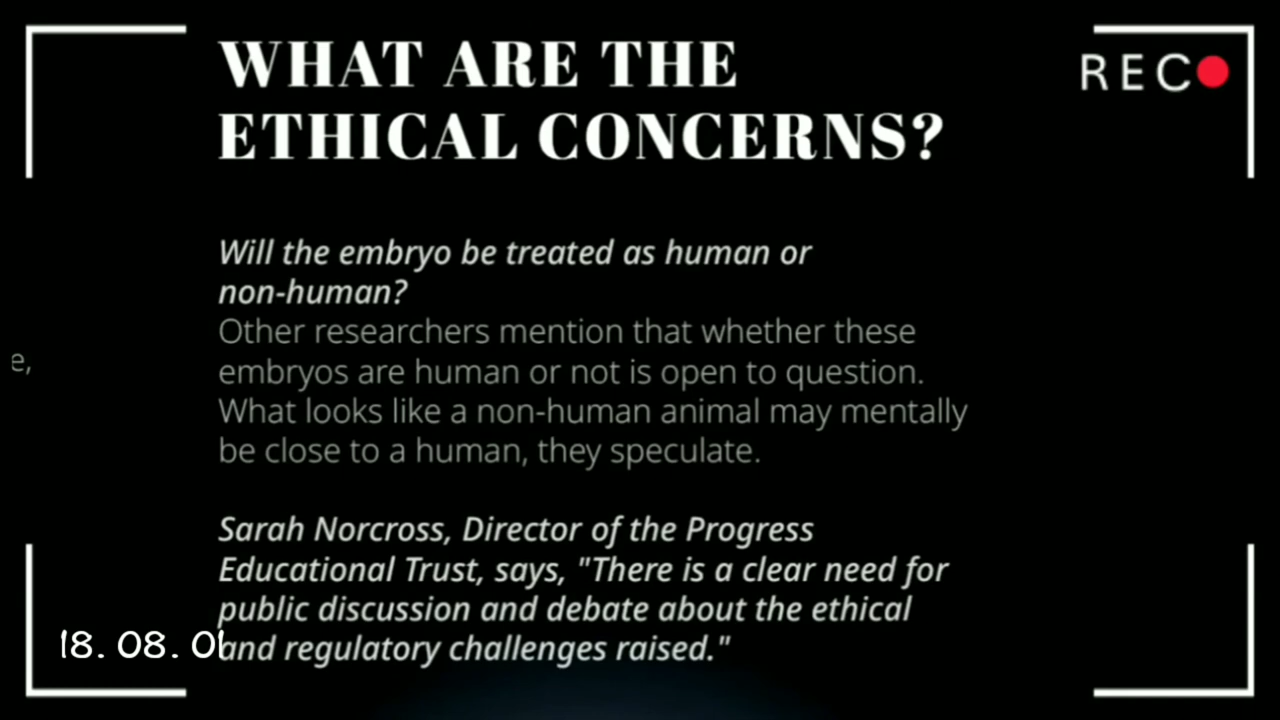 WHAT ARE THE
ETHICAL CONCERNS?
REC
Will the embryo be treated as human or
non-human?
Other researchers mention that whether these
e,
embryos are human or not is open to question.
What looks like a non-human animal may mentally
be close to a human, they speculate.
Sarah Norcross, Director of the Progress
Educational Trust, says, "There is a clear need for
public discussion and debate about the ethical
and regulatory challenges raised."
18. 08. 01